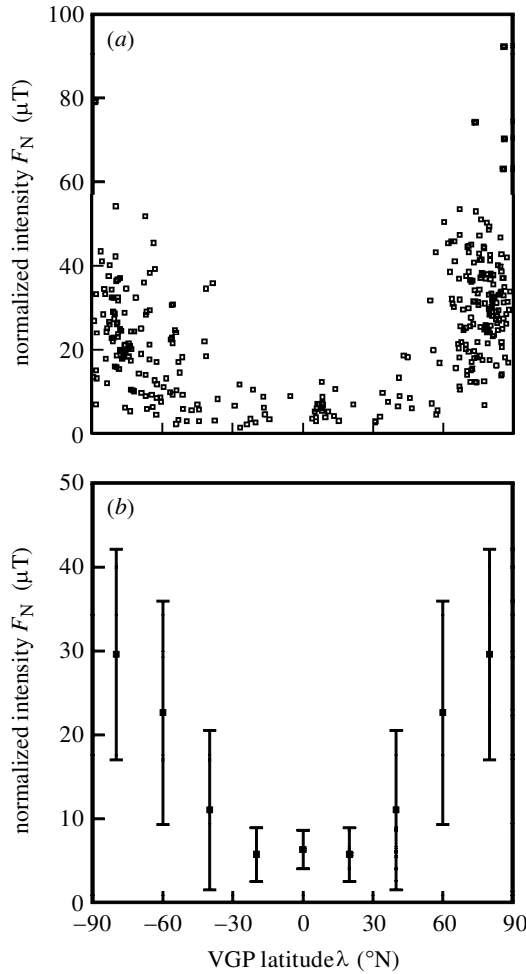 (a)
100
80
60
40
20
0
normalized intensity F_N (μT)
(b)
50
40
30
20
10
0
normalized intensity F_N (μT)
−90 −60 −30 0 30 60 90
VGP latitude λ (°N)